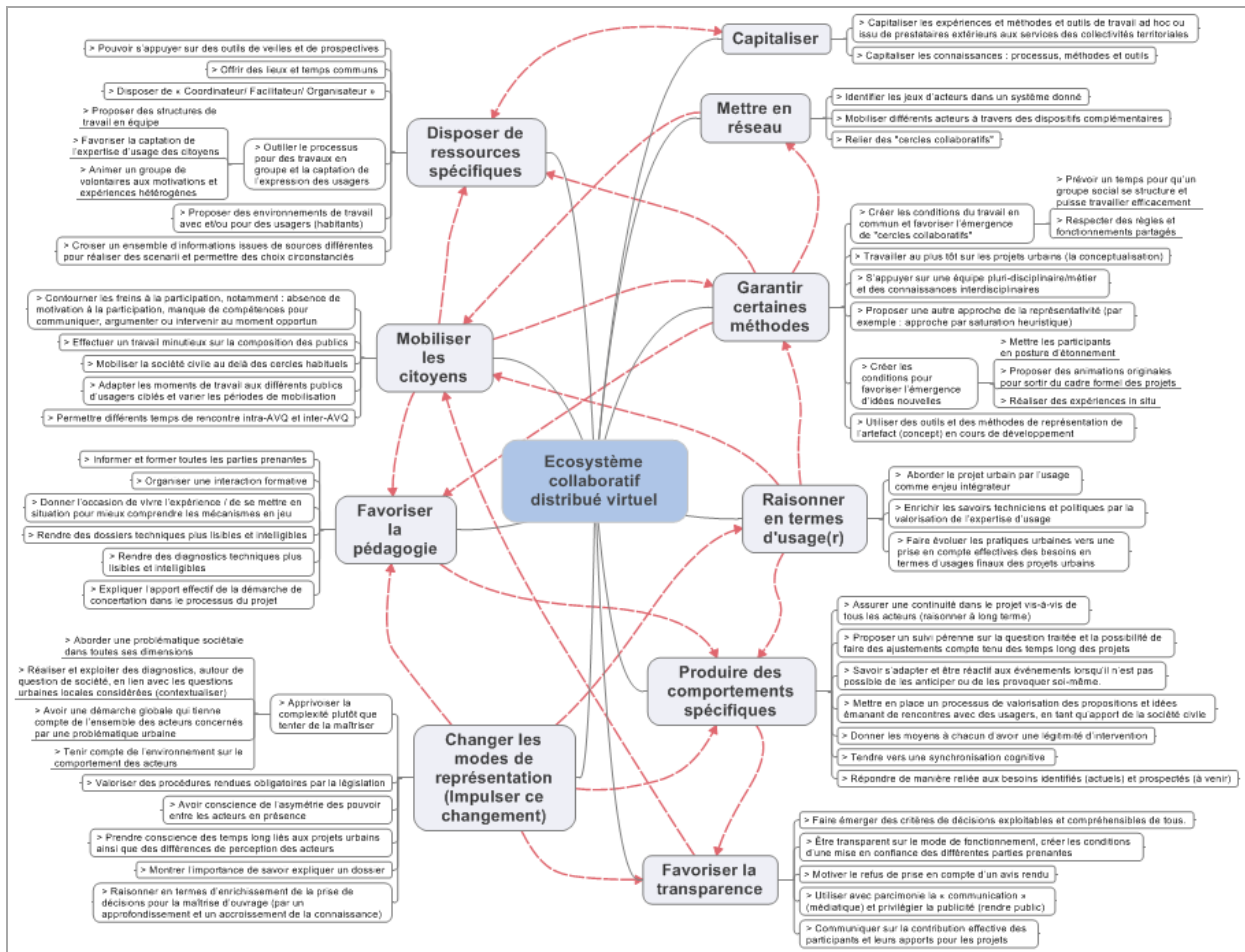 Ecosystème
collaboratif
distribué virtuel
Capitaliser
> Capitaliser les expériences et méthodes et outils de travail ad hoc ou
issu de prestataires extérieurs aux services des collectivités territoriales
> Capitaliser les connaissances : processus, méthodes et outils
Mettre en
réseau
> Identifier les jeux d'acteurs dans un système donné
> Mobiliser différents acteurs à travers des dispositifs complémentaires
> Relier des "cercles collaboratifs"
Garantir
certaines
méthodes
> Créer les conditions du travail en
commun et favoriser l'émergence
de "cercles collaboratifs"
> Prévoir un temps pour qu'un
groupe social se structure et
puisse travailler efficacement
> Respecter des règles et
fonctionnements partagés
> Travailler au plus tôt sur les projets urbains (la conceptualisation)
> S'appuyer sur une équipe pluri-disciplinaire/métier
et des connaissances interdisciplinaires
> Proposer une autre approche de la représentativité (par
exemple : approche par saturation heuristique)
> Créer les
conditions pour
favoriser l'émergence
d'idées nouvelles
> Mettre les participants
en posture d'étonnement
> Proposer des animations originales
pour sortir du cadre formel des projets
> Réaliser des expériences in situ
> Utiliser des outils et des méthodes de représentation de
l'artefact (concept) en cours de développement
Raisonner
en termes
d'usage(r)
> Aborder le projet urbain par l'usage
comme enjeu intégrateur
> Enrichir les savoirs techniciens et politiques par la
valorisation de l'expertise d'usage
> Faire évoluer les pratiques urbaines vers une
prise en compte effectives des besoins en
termes d'usages finaux des projets urbains
Produire des
comportements
spécifiques
> Assurer une continuité dans le projet vis-à-vis de
tous les acteurs (raisonner à long terme)
> Proposer un suivi pérenne sur la question traitée et la possibilité de
faire des ajustements compte tenu des temps long des projets
> Savoir s'adapter et être réactif aux événements lorsqu'il n'est pas
possible de les anticiper ou de les provoquer soi-même.
> Mettre en place un processus de valorisation des propositions et idées
émanant de rencontres avec des usagers, en tant qu'apport de la société civile
> Donner les moyens à chacun d'avoir une légitimité d'intervention
> Tendre vers une synchronisation cognitive
> Répondre de manière reliée aux besoins identifiés (actuels) et prospectés (à venir)
Favoriser la
transparence
> Faire émerger des critères de décisions exploitables et compréhensibles de tous.
> Être transparent sur le mode de fonctionnement, créer les conditions
d'une mise en confiance des différentes parties prenantes
> Motiver le refus de prise en compte d'un avis rendu
> Utiliser avec parcimonie la « communication »
(médiatique) et privilégier la publicité (rendre public)
> Communiquer sur la contribution effective des
participants et leurs apports pour les projets
Disposer de
ressources
spécifiques
> Pouvoir s'appuyer sur des outils de veilles et de prospectives
> Offrir des lieux et temps communs
> Disposer de « Coordinateur/ Facilitateur/ Organisateur »
> Outiller le processus
pour des travaux en
groupe et la captation de
l'expression des usagers
> Proposer des structures de
travail en équipe
> Favoriser la captation de
l'expertise d'usage des citoyens
> Animer un groupe de
volontaires aux motivations et
expériences hétérogènes
> Proposer des environnements de travail
avec et/ou pour des usagers (habitants)
> Croiser un ensemble d'informations issues de sources différentes
pour réaliser des scenarii et permettre des choix circonstanciés
Mobiliser
les
citoyens
> Contourner les freins à la participation, notamment : absence de
motivation à la participation, manque de compétences pour
communiquer, argumenter ou intervenir au moment opportun
> Effectuer un travail minutieux sur la composition des publics
> Mobiliser la société civile au delà des cercles habituels
> Adapter les moments de travail aux différents publics
d'usagers ciblés et varier les périodes de mobilisation
> Permettre différents temps de rencontre intra-AVQ et inter-AVQ
Favoriser
la
pédagogie
> Informer et former toutes les parties prenantes
> Organiser une interaction formative
> Donner l'occasion de vivre l'expérience / de se mettre en
situation pour mieux comprendre les mécanismes en jeu
> Rendre des dossiers techniques plus lisibles et intelligibles
> Rendre des diagnostics techniques plus
lisibles et intelligibles
> Expliquer l'apport effectif de la démarche de
concertation dans le processus du projet
Changer les
modes de
représentation
(Impulser ce
changement)
> Apprivoiser la
complexité plutôt que
tenter de la maîtriser
> Aborder une problématique sociétale
dans toutes ses dimensions
> Réaliser et exploiter des diagnostics, autour de
question de société, en lien avec les questions
urbaines locales considérées (contextualiser)
> Avoir une démarche globale qui tienne
compte de l'ensemble des acteurs concernés
par une problématique urbaine
> Tenir compte de l'environnement sur le
comportement des acteurs
> Valoriser des procédures rendues obligatoires par la législation
> Avoir conscience de l'asymétrie des pouvoir
entre les acteurs en présence
> Prendre conscience des temps long liés aux projets urbains
ainsi que des différences de perception des acteurs
> Montrer l'importance de savoir expliquer un dossier
> Raisonner en termes d'enrichissement de la prise de
décisions pour la maîtrise d'ouvrage (par un
approfondissement et un accroissement de la connaissance)